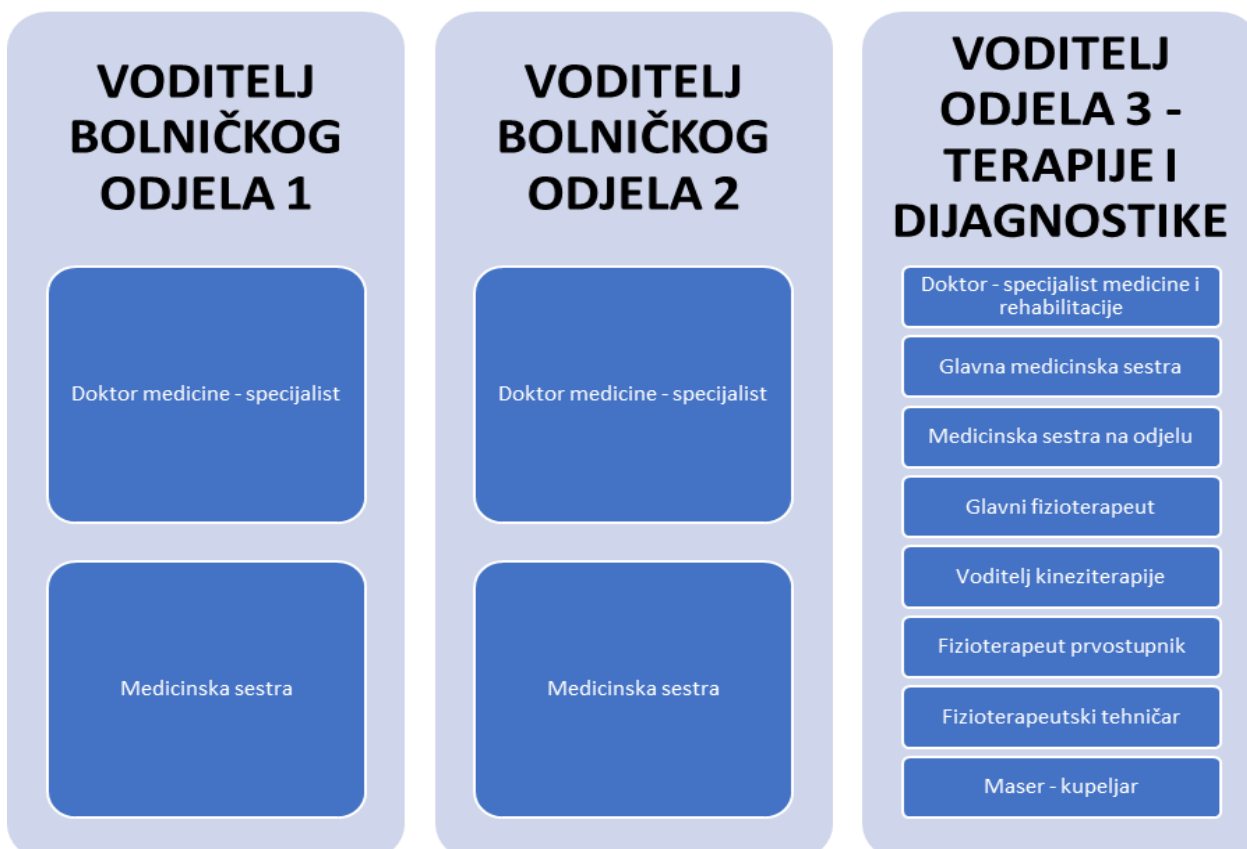 VODITELJ
BOLNIČKOG
ODJELA 1
Doktor medicine - specijalist
Medicinska sestra
VODITELJ
BOLNIČKOG
ODJELA 2
Doktor medicine - specijalist
Medicinska sestra
VODITELJ
ODJELA 3 -
TERAPIJE I
DIJAGNOSTIKE
Doktor - specijalist medicine i
rehabilitacije
Glavna medicinska sestra
Medicinska sestra na odjelu
Glavni fizioterapeut
Voditelj kineziterapije
Fizioterapeut prvostupnik
Fizioterapeutski tehničar
Maser - kupeljar